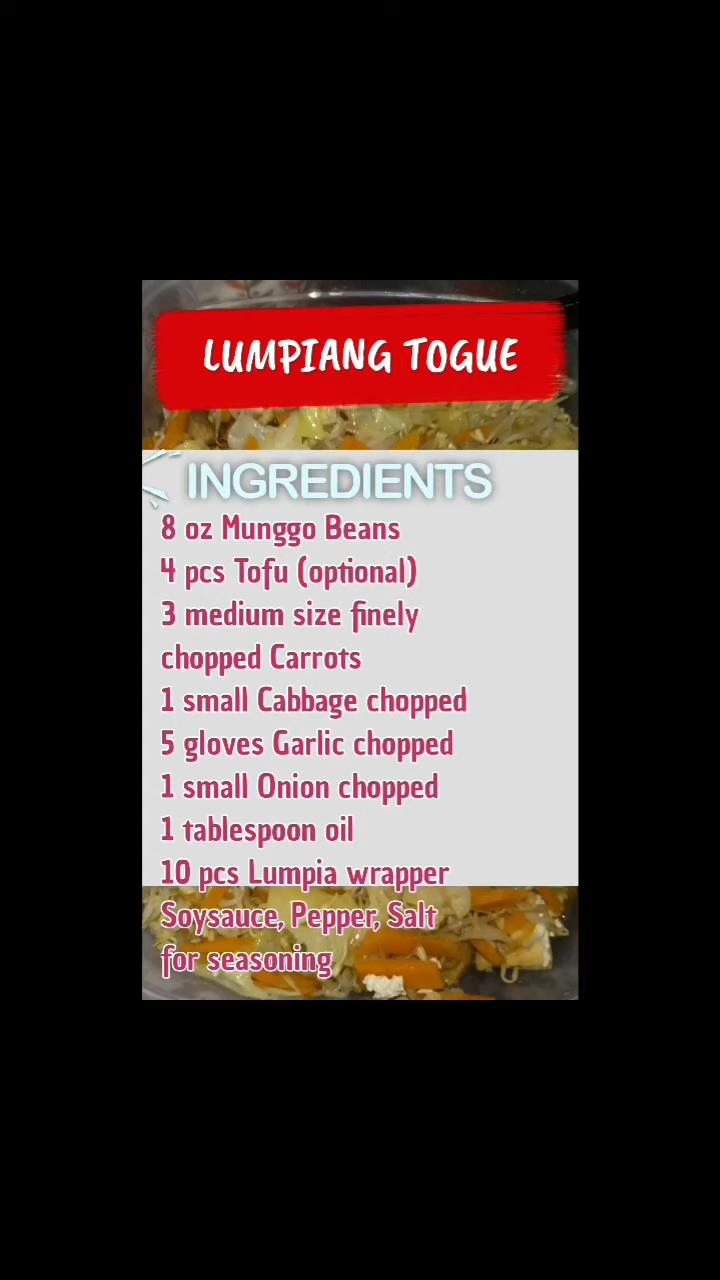 LUMPIANG TOGUE
INGREDIENTS
8 oz Munggo Beans
4 pcs Tofu (optional)
3 medium size finely
chopped Carrots
1 small Cabbage chopped
5 gloves Garlic chopped
1 small Onion chopped
1 tablespoon oil
10 pcs Lumpia wrapper
Soysauce, Pepper, Salt
for seasoning